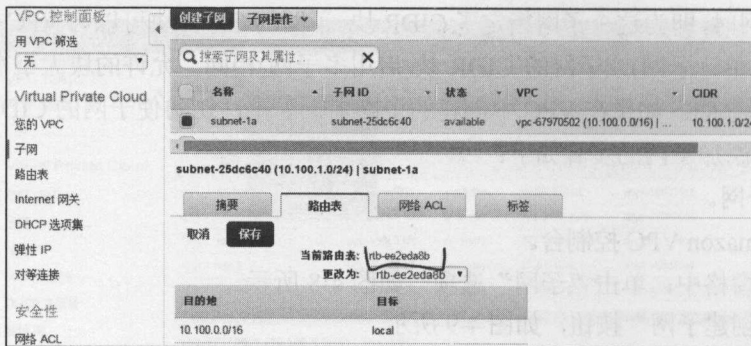 VPC 控制面板
用 VPC 筛选
无
Virtual Private Cloud
您的 VPC
子网
路由表
Internet 网关
DHCP 选项集
弹性 IP
对等连接
安全性
网络 ACL
创建子网 子网操作
搜索子网及其属性...
名称 子网 ID 状态 VPC CIDR
subnet-1a subnet-25dc6c40 available vpc-67970502 (10.100.0.0/16) | ... 10.100.1.0/24
subnet-25dc6c40 (10.100.1.0/24) | subnet-1a
摘要 路由表 网络 ACL 标签
取消 保存
当前路由表: rtb-ee2eda8b
更改为: rtb-ee2eda8b
目的地 目标
10.100.0.0/16 local